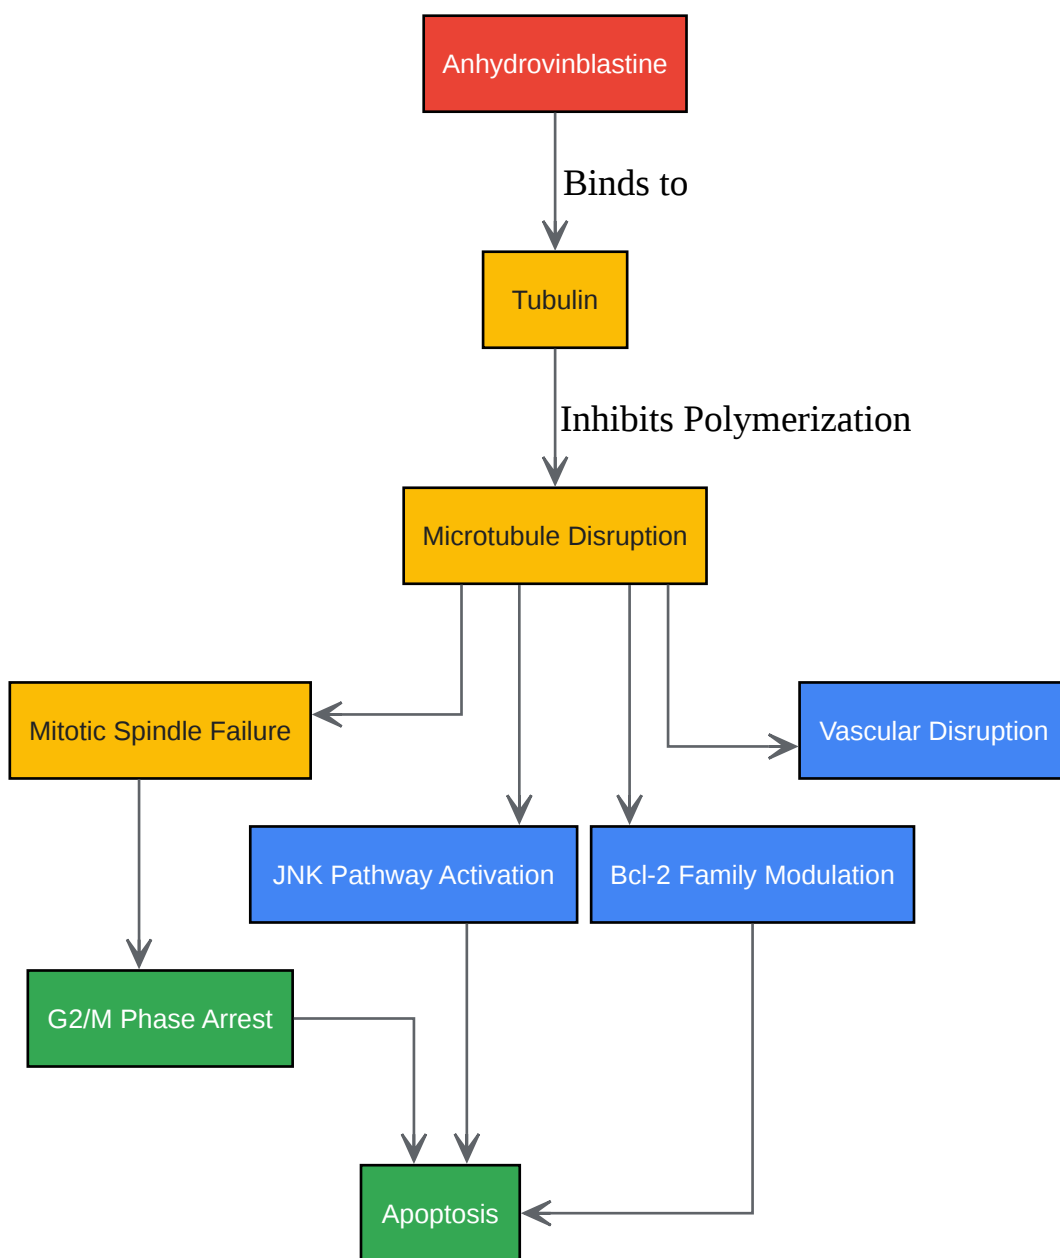 Anhydrovinblastine
Binds to
Tubulin
Inhibits Polymerization
Microtubule Disruption
Mitotic Spindle Failure
Vascular Disruption
JNK Pathway Activation
Bcl-2 Family Modulation
G2/M Phase Arrest
Apoptosis